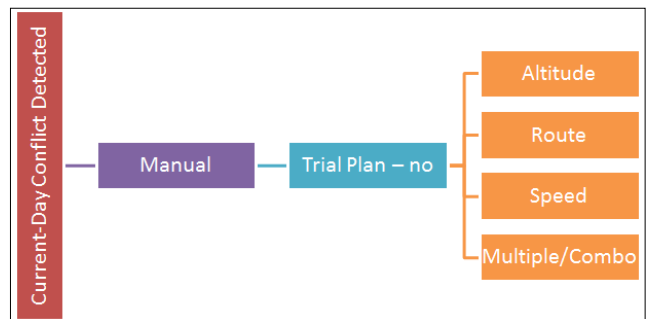 Current-Day Conflict Detected
Manual
Trial Plan – no
Altitude
Route
Speed
Multiple/Combo